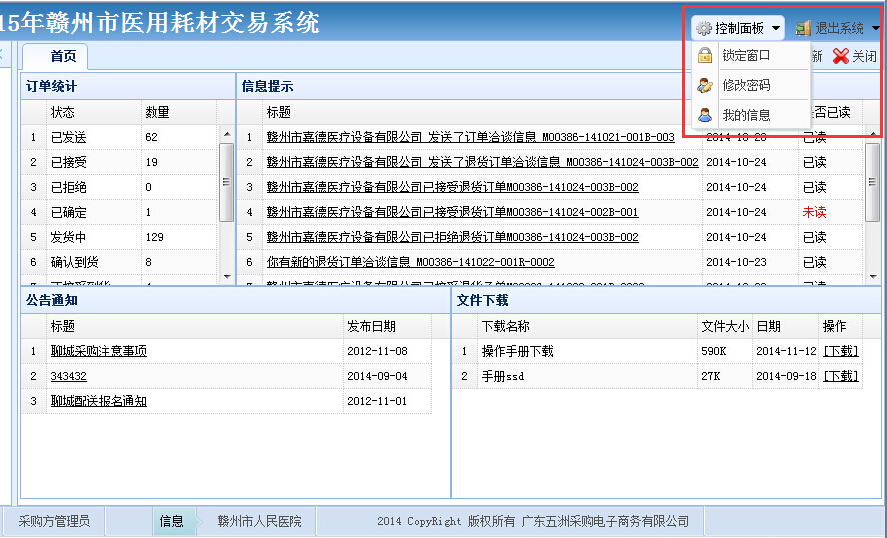 15年赣州市医用耗材交易系统
控制面板 退出系统
首页 锁定窗口 新 关闭
修改密码
我的信息
订单统计
状态 数量
1 已发送 62
2 已接受 19
3 已拒绝 0
4 已确定 1
5 发货中 129
6 确认到货 8
信息提示
标题 否已读
1 赣州市嘉德医疗设备有限公司 发送了订单洽谈信息 M00386-141021-001B-003 2014-10-28 已读
2 赣州市嘉德医疗设备有限公司 发送了退货订单洽谈信息 M00386-141024-003B-002 2014-10-24 已读
3 赣州市嘉德医疗设备有限公司已接受退货订单M00386-141024-003B-002 2014-10-24 已读
4 赣州市嘉德医疗设备有限公司已接受退货订单M00386-141024-002B-001 2014-10-24 未读
5 赣州市嘉德医疗设备有限公司已拒绝退货订单M00386-141024-003B-002 2014-10-24 已读
6 你有新的退货订单洽谈信息 M00386-141022-001R-0002 2014-10-23 已读
公告通知
标题 发布日期
1 聊城采购注意事项 2012-11-08
2 343432 2014-09-04
3 聊城配送报名通知 2012-11-01
文件下载
下载名称 文件大小 日期 操作
1 操作手册下载 590K 2014-11-12 [下载]
2 手册ssd 27K 2014-09-18 [下载]
采购方管理员 信息 赣州市人民医院 2014 CopyRight 版权所有 广东五洲采购电子商务有限公司